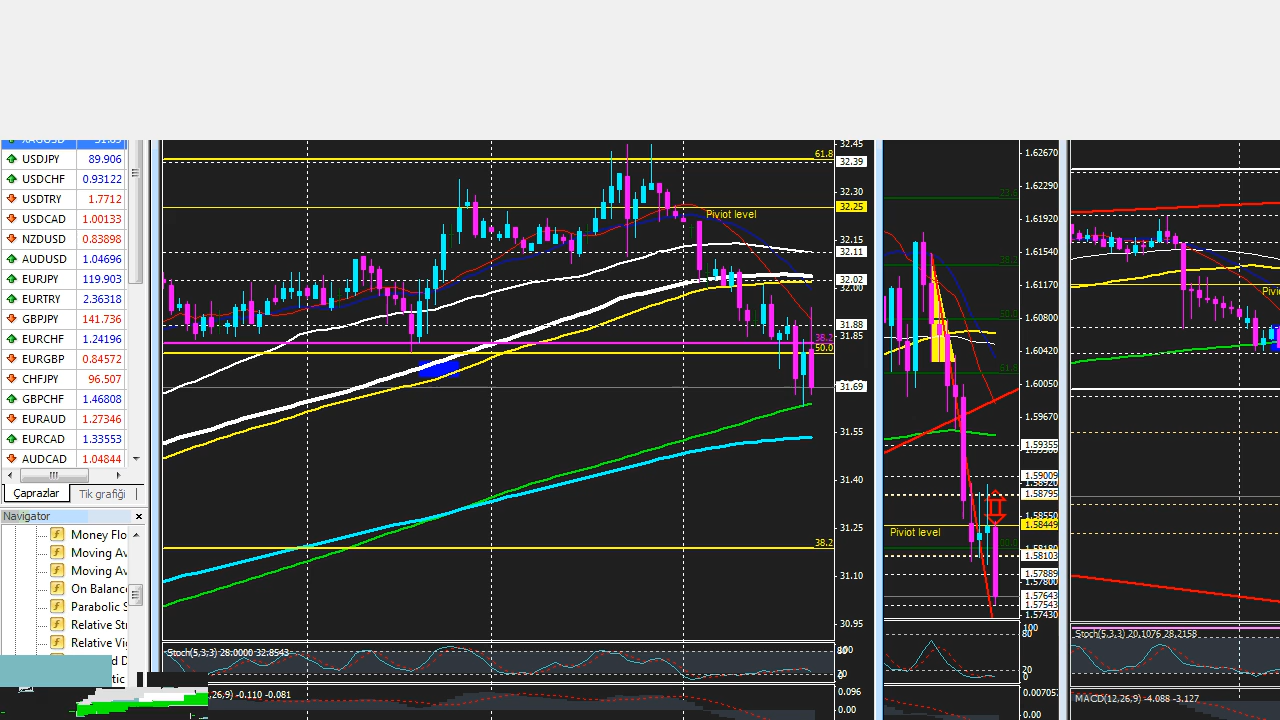 USDJPY 89.906
USDCHF 0.93122
USDTRY 1.7712
USDCAD 1.00133
NZDUSD 0.83898
AUDUSD 1.04696
EURJPY 119.903
EURTRY 2.36318
GBPJPY 141.736
EURCHF 1.24196
EURGBP 0.84572
CHFJPY 96.507
GBPCHF 1.46808
EURAUD 1.27346
EURCAD 1.33553
AUDCAD 1.04844
Çaprazlar Tik grafiği
Navigator
Money Flo
Moving Av
Moving Av
On Balanc
Parabolic S
Relative Str
Relative Vig
61.8
Piviot level
38.2
50.0
38.2
32.45
32.39
32.30
32.25
32.15
32.11
32.02
32.00
31.88
31.85
31.69
31.55
31.40
31.25
31.10
30.95
Stoch(5,3,3) 28.0000 32.8543
80
20
,26,9) -0.110 -0.081
0.096
0.00
Piviot level
1.62670
1.62290
1.61920
1.61540
1.61170
1.60800
1.60420
1.60050
1.59670
1.59355
1.59009
1.58920
1.58795
1.58550
1.58449
1.58103
1.57889
1.57800
1.57643
1.57543
1.57430
100
80
20
0
0.00705
0.00
Pivi
Stoch(5,3,3) 20.1076 28.2158
MACD(12,26,9) -4.088 -3.127